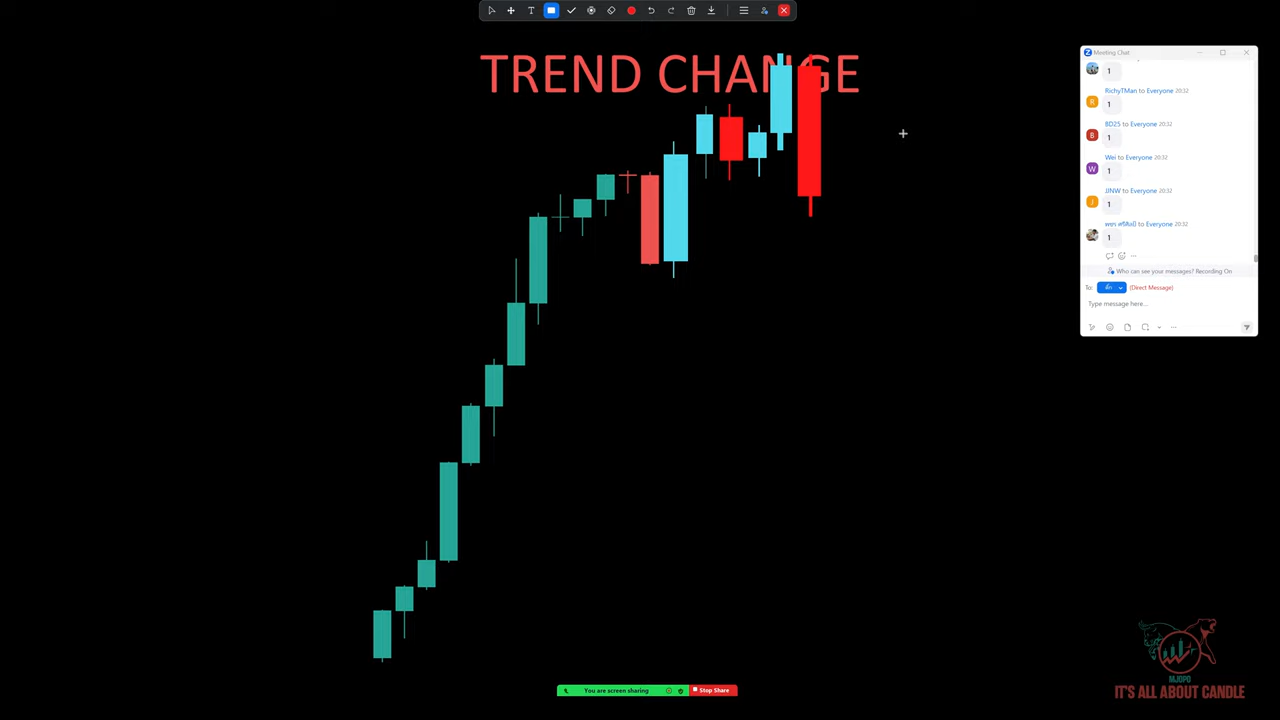 TREND CHANGE
Meeting Chat
1
RichyTMan to Everyone 20:32
1
BD25 to Everyone 20:32
1
Wei to Everyone 20:32
1
JJNW to Everyone 20:32
1
to Everyone 20:32
1
Who can see your messages? Recording On
To:
(Direct Message)
Type message here...
You are screen sharing
Stop Share
MJOPO
IT'S ALL ABOUT CANDLE